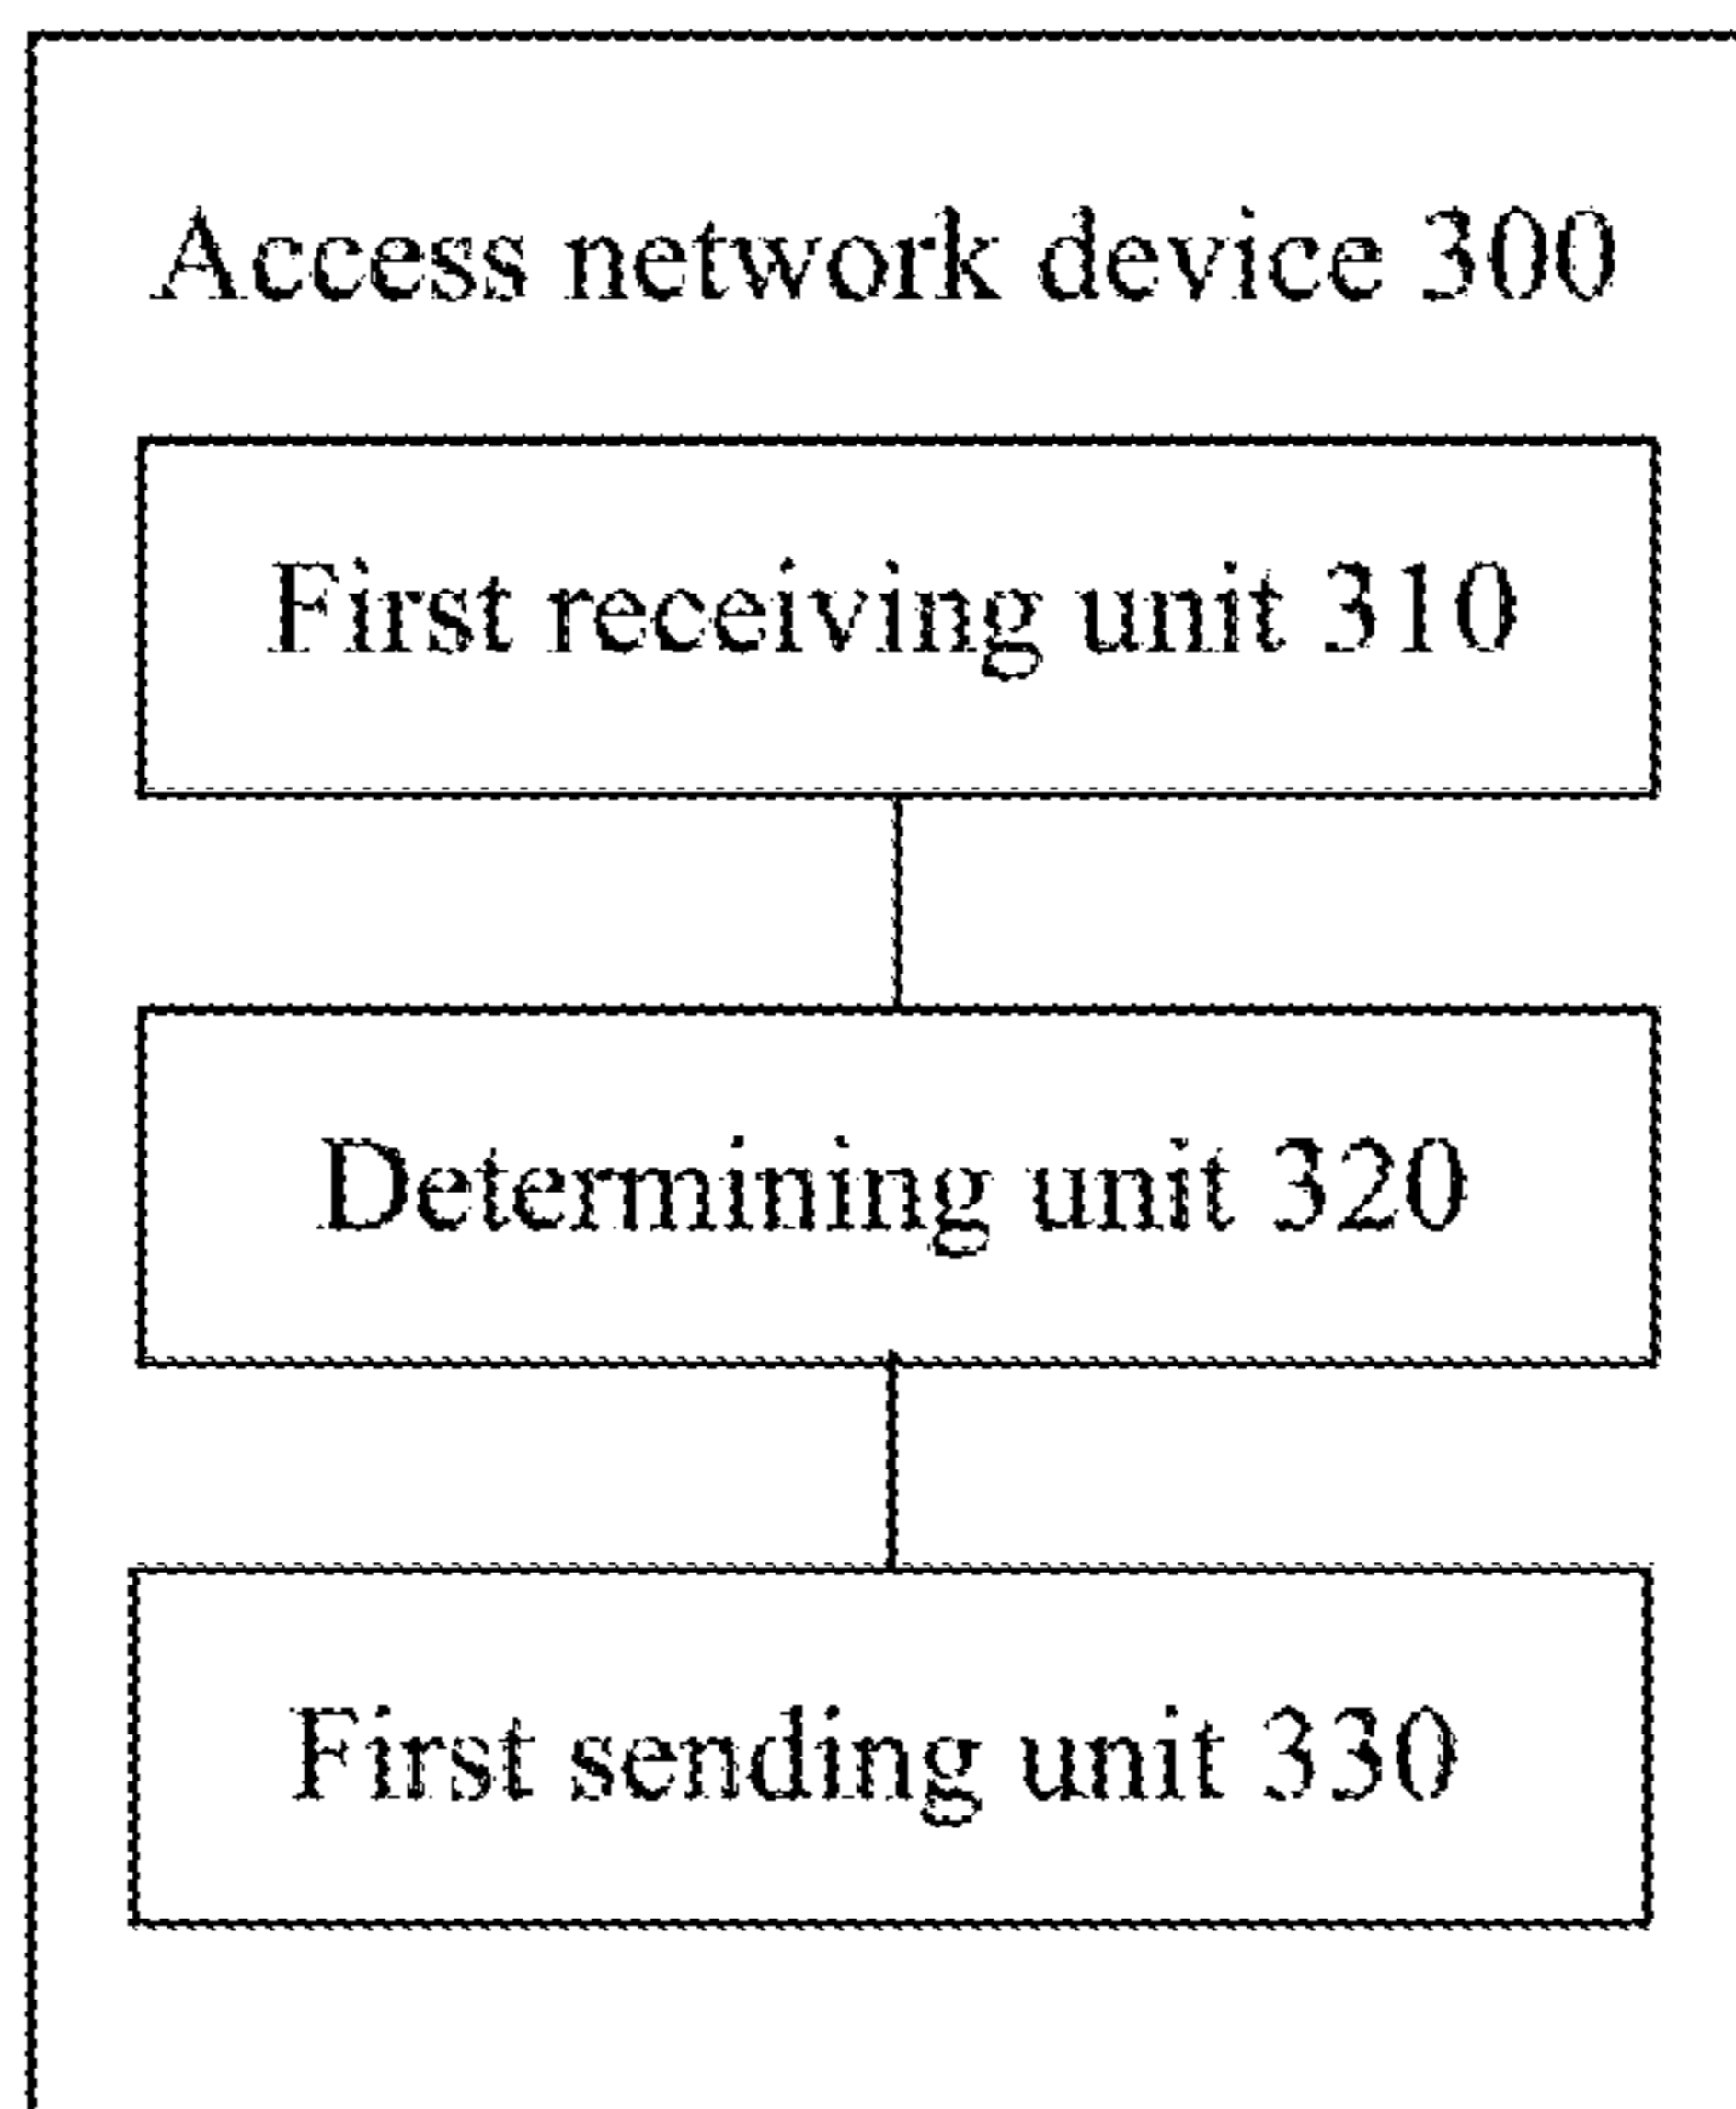 Access network device 300
First receiving unit 310
Determining unit 320
First sending unit 330